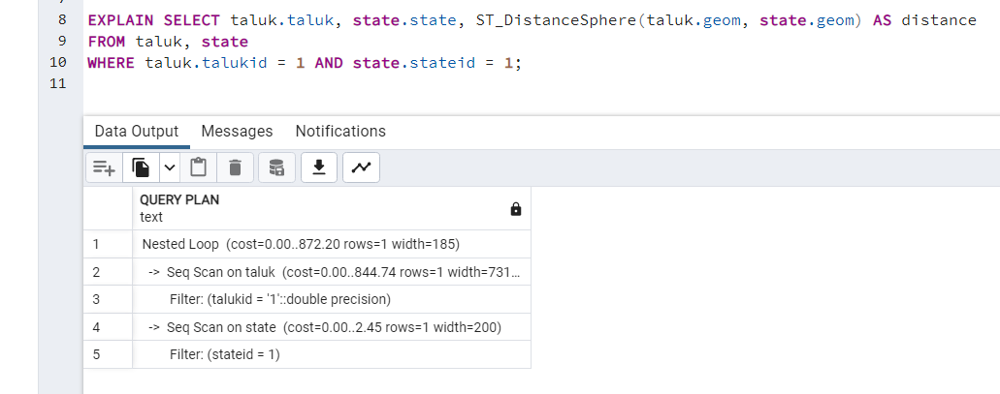 8 EXPLAIN SELECT taluk.taluk, state.state, ST_DistanceSphere(taluk.geom, state.geom) AS distance
9 FROM taluk, state
10 WHERE taluk.talukid = 1 AND state.stateid = 1;
11
Data Output Messages Notifications
QUERY PLAN
text
1 Nested Loop (cost=0.00..872.20 rows=1 width=185)
2 -> Seq Scan on taluk (cost=0.00..844.74 rows=1 width=731...
3 Filter: (talukid = '1'::double precision)
4 -> Seq Scan on state (cost=0.00..2.45 rows=1 width=200)
5 Filter: (stateid = 1)